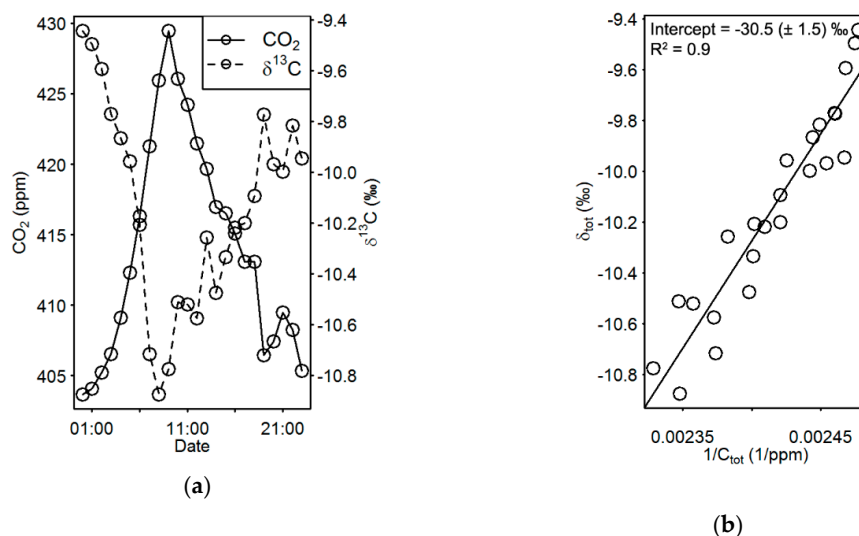 430
425
420
415
410
405
CO₂ (ppm)
CO₂
δ¹³C
-9.4
-9.6
-9.8
-10.0
-10.2
-10.4
-10.6
-10.8
δ¹³C (‰)
01:00 11:00 21:00
Date
(a)
Intercept = -30.5 (± 1.5) ‰
R² = 0.9
-9.4
-9.6
-9.8
-10.0
-10.2
-10.4
-10.6
-10.8
δtot (‰)
0.00235 0.00245
1/Ctot (1/ppm)
(b)